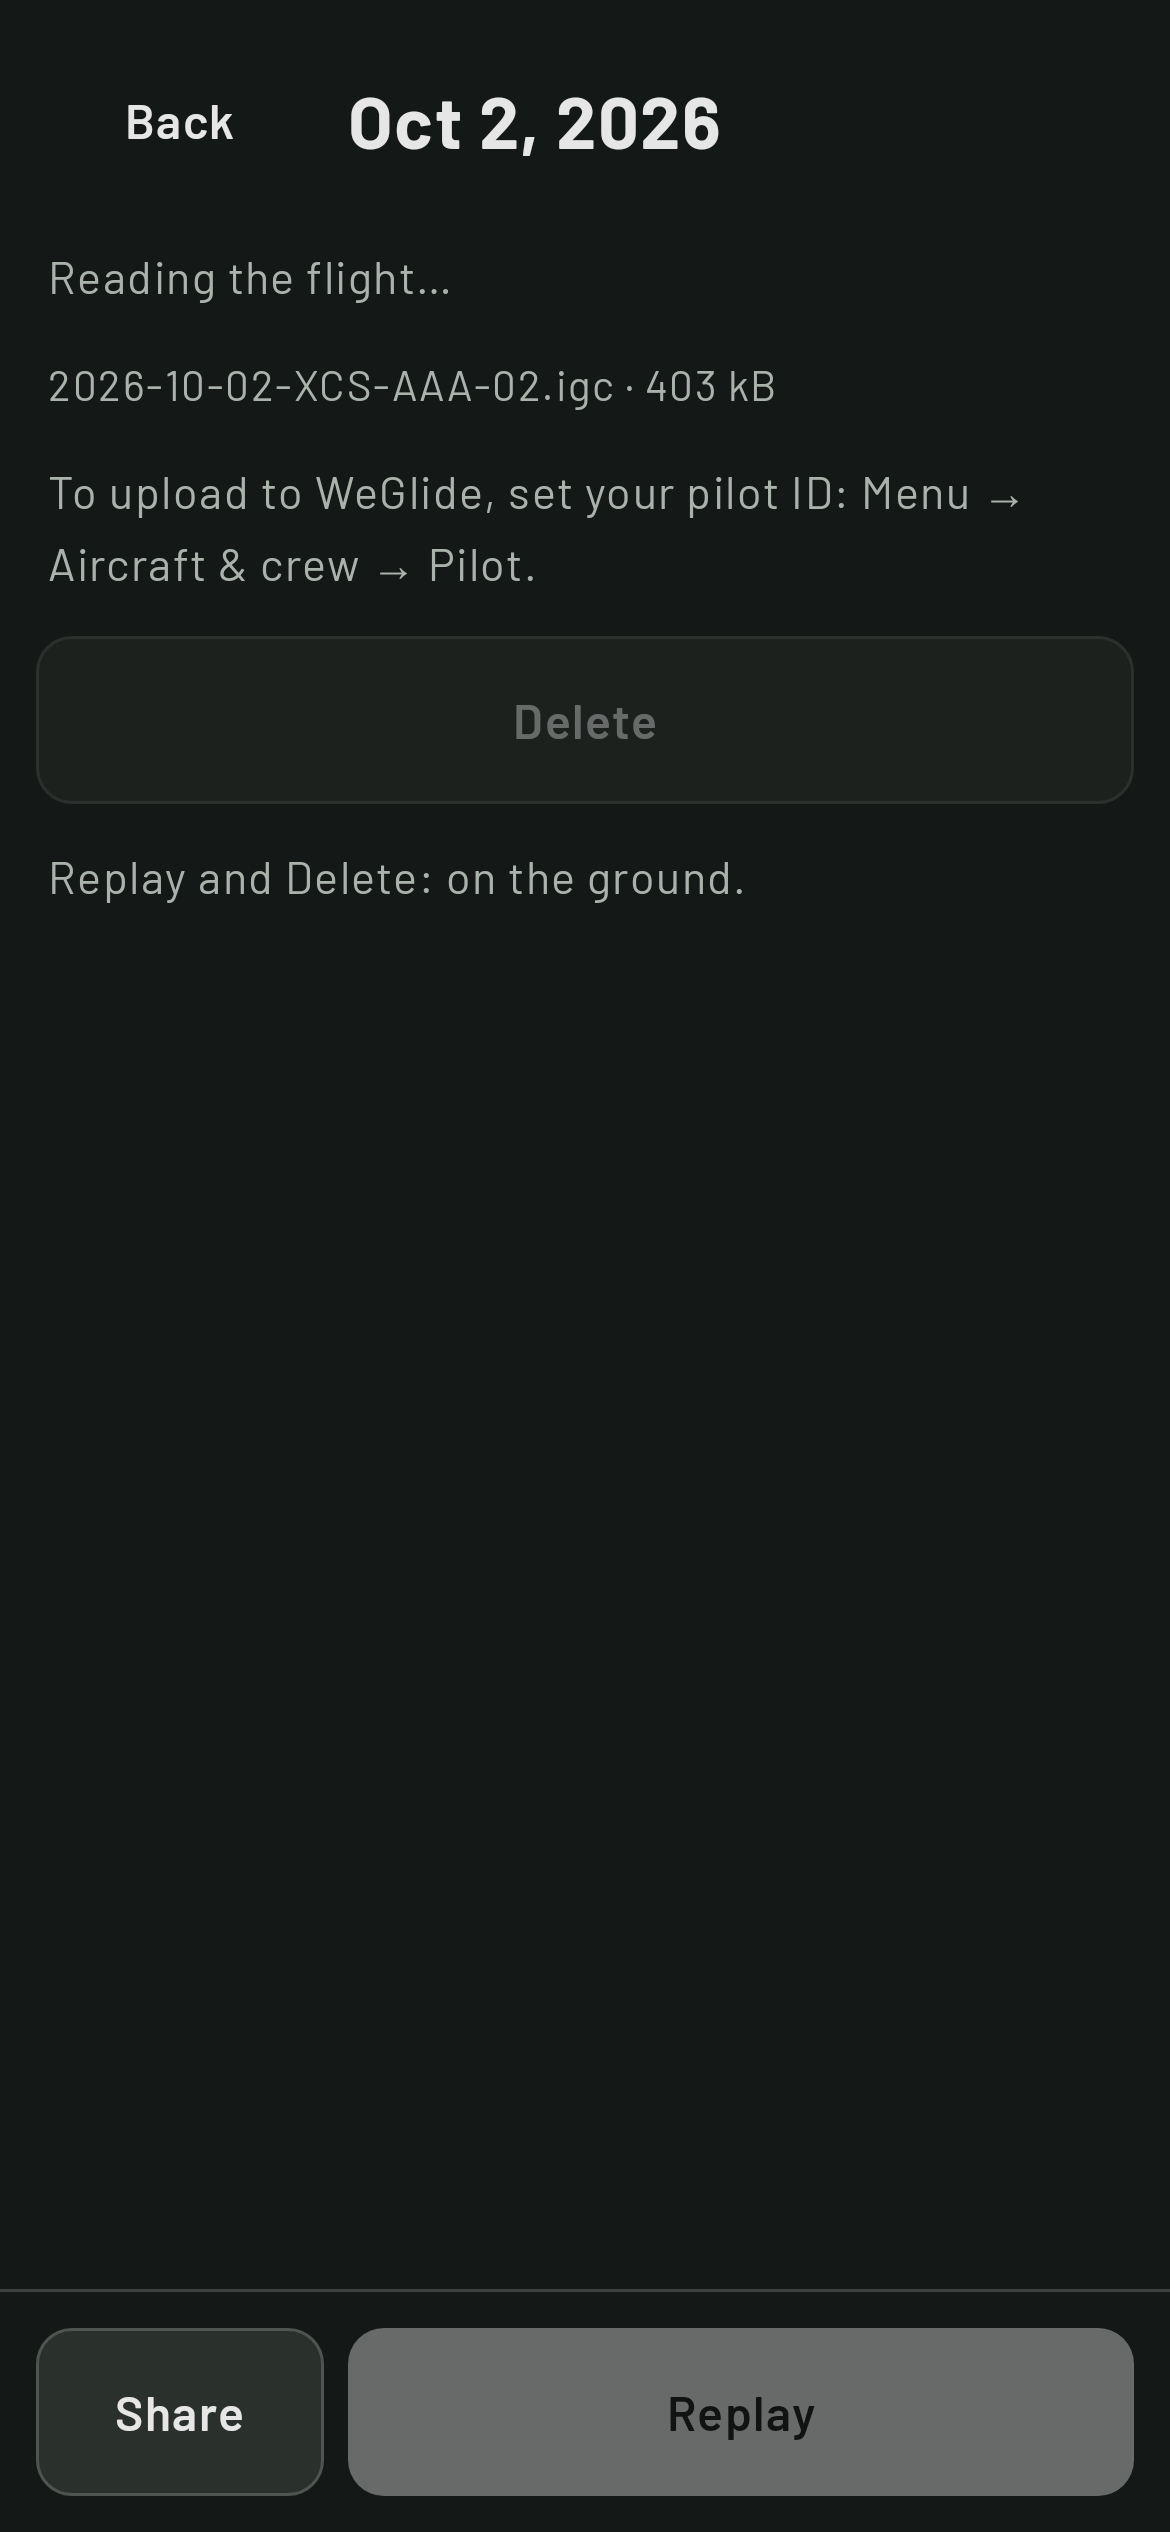 Back
Oct 2, 2026
Reading the flight...
2026-10-02-XCS-AAA-02.igc · 403 kB
To upload to WeGlide, set your pilot ID: Menu →
Aircraft & crew → Pilot.
Delete
Replay and Delete: on the ground.
Share
Replay